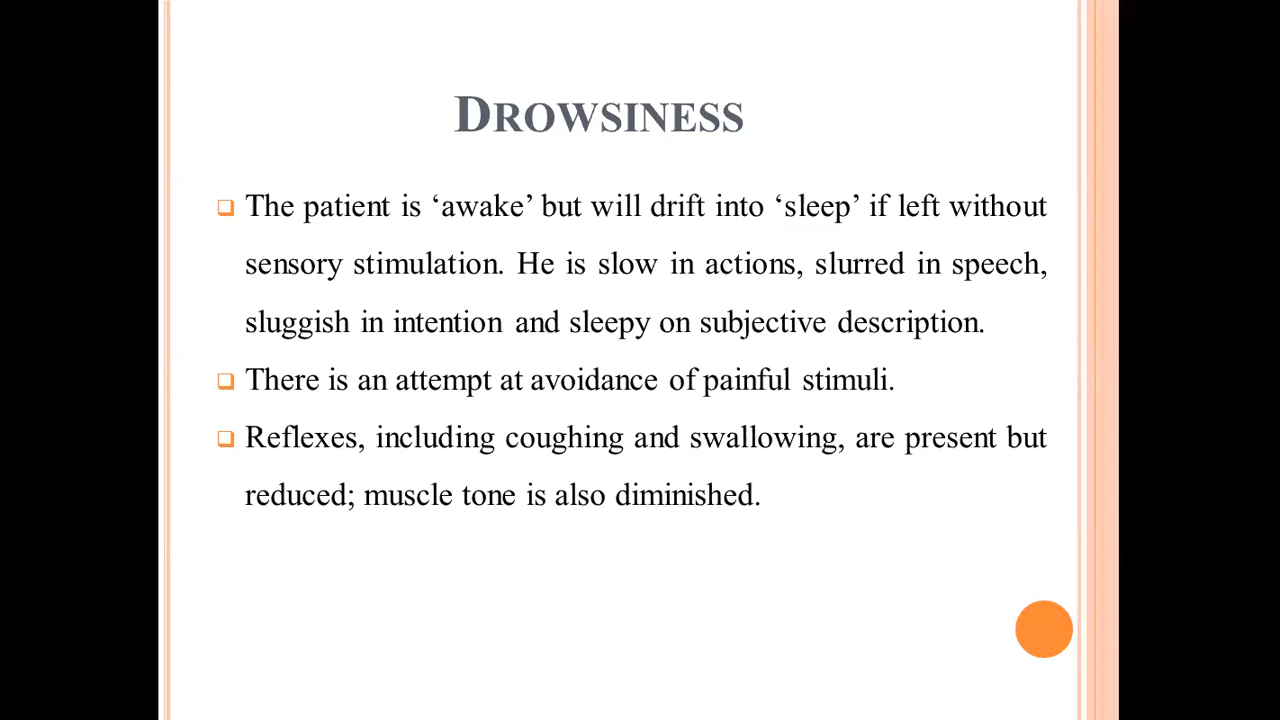 DROWSINESS
The patient is ‘awake’ but will drift into ‘sleep’ if left without
sensory stimulation. He is slow in actions, slurred in speech,
sluggish in intention and sleepy on subjective description.
There is an attempt at avoidance of painful stimuli.
Reflexes, including coughing and swallowing, are present but
reduced; muscle tone is also diminished.